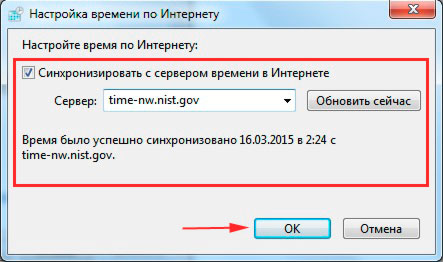 Настройка времени по Интернету
Настройте время по Интернету:
Синхронизировать с сервером времени в Интернете
Сервер: time-nw.nist.gov Обновить сейчас
Время было успешно синхронизовано 16.03.2015 в 2:24 с
time-nw.nist.gov.
OK Отмена